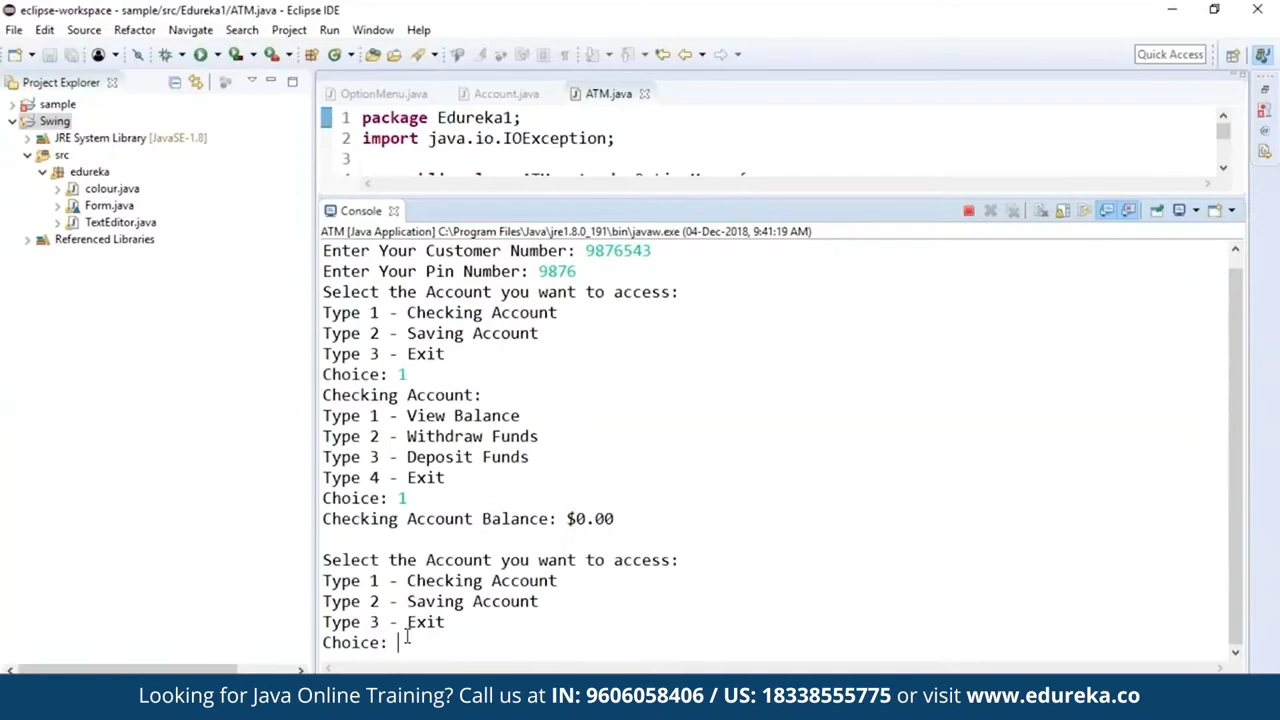 eclipse-workspace - sample/src/Edureka1/ATM.java - Eclipse IDE
File Edit Source Refactor Navigate Search Project Run Window Help
Quick Access
Project Explorer
sample
Swing
JRE System Library [JavaSE-1.8]
src
edureka
colour.java
Form.java
TextEditor.java
Referenced Libraries
OptionMenu.java Account.java ATM.java
1 package Edureka1;
2 import java.io.IOException;
3
Console
ATM [Java Application] C:\Program Files\Java\jre1.8.0_191\bin\javaw.exe (04-Dec-2018, 9:41:19 AM)
Enter Your Customer Number: 9876543
Enter Your Pin Number: 9876
Select the Account you want to access:
Type 1 - Checking Account
Type 2 - Saving Account
Type 3 - Exit
Choice: 1
Checking Account:
Type 1 - View Balance
Type 2 - Withdraw Funds
Type 3 - Deposit Funds
Type 4 - Exit
Choice: 1
Checking Account Balance: $0.00
Select the Account you want to access:
Type 1 - Checking Account
Type 2 - Saving Account
Type 3 - Exit
Choice:
Looking for Java Online Training? Call us at IN: 9606058406 / US: 18338555775 or visit www.edureka.co